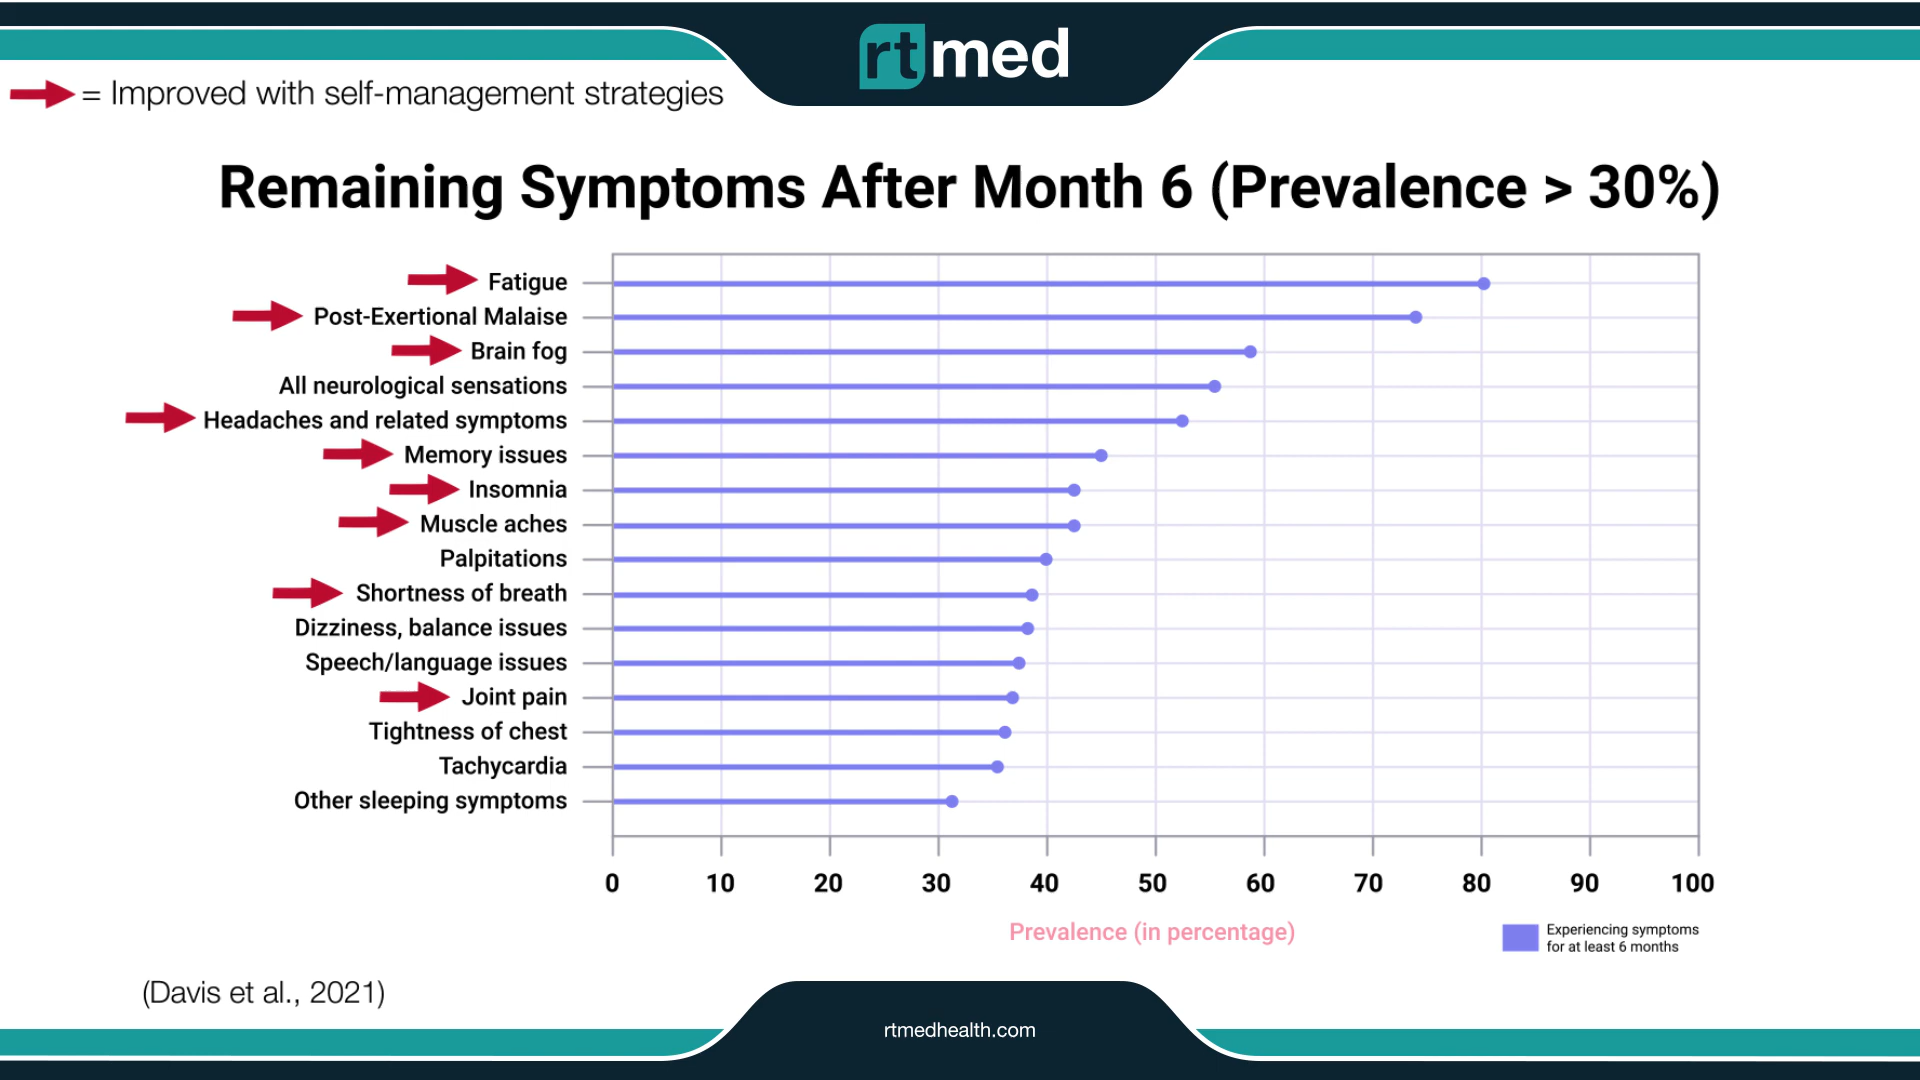 rtmed
= Improved with self-management strategies
Remaining Symptoms After Month 6 (Prevalence > 30%)
Fatigue
Post-Exertional Malaise
Brain fog
All neurological sensations
Headaches and related symptoms
Memory issues
Insomnia
Muscle aches
Palpitations
Shortness of breath
Dizziness, balance issues
Speech/language issues
Joint pain
Tightness of chest
Tachycardia
Other sleeping symptoms
0 10 20 30 40 50 60 70 80 90 100
Prevalence (in percentage)
Experiencing symptoms
for at least 6 months
(Davis et al., 2021)
rtmedhealth.com